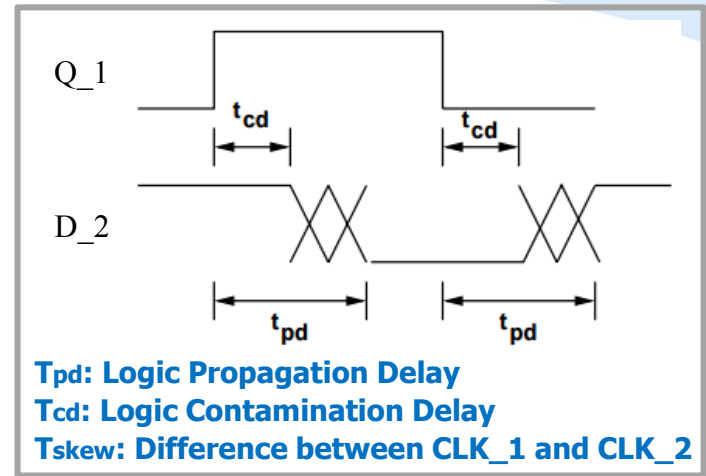 Q_1
tcd
tcd
D_2
tpd
tpd
Tpd: Logic Propagation Delay
Tcd: Logic Contamination Delay
Tskew: Difference between CLK_1 and CLK_2